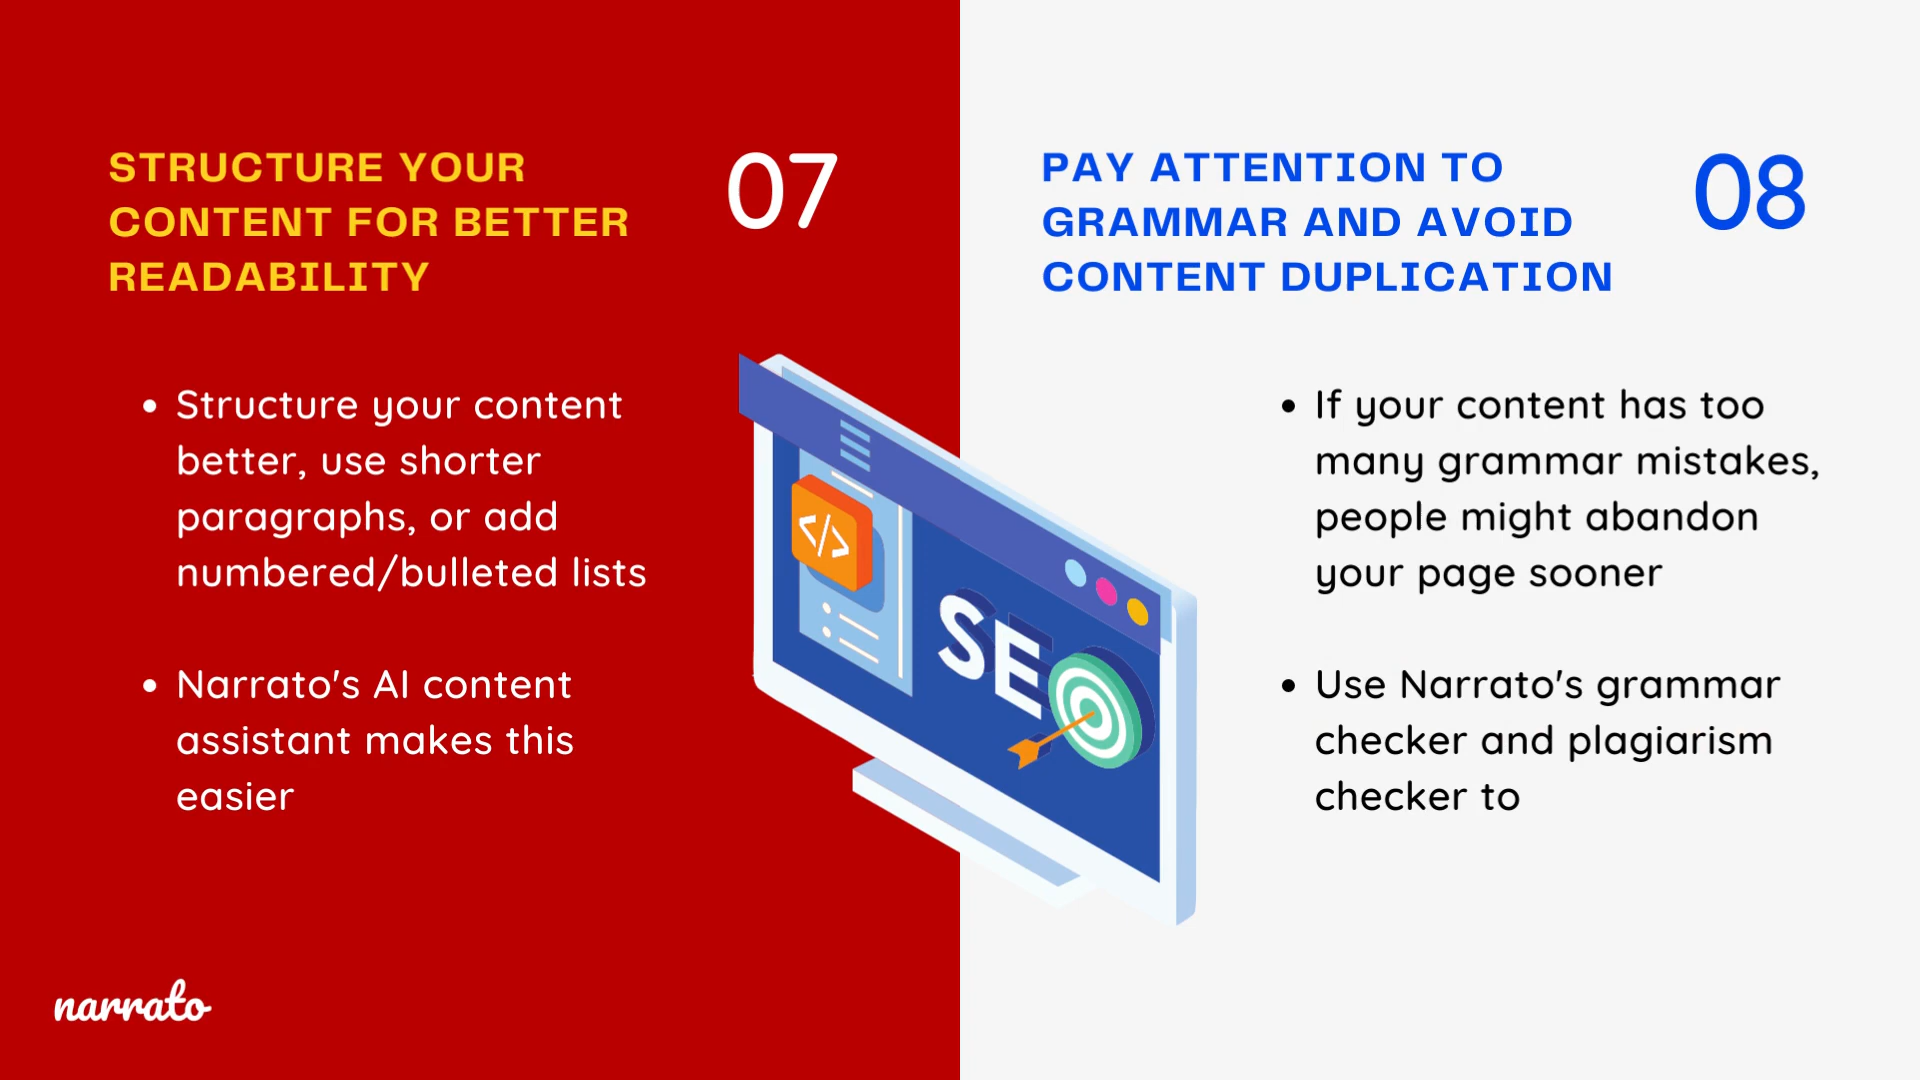 STRUCTURE YOUR
CONTENT FOR BETTER
READABILITY
07
• Structure your content
better, use shorter
paragraphs, or add
numbered/bulleted lists
• Narrato's AI content
assistant makes this
easier
</>
SE
PAY ATTENTION TO
GRAMMAR AND AVOID
CONTENT DUPLICATION
08
• If your content has too
many grammar mistakes,
people might abandon
your page sooner
• Use Narrato's grammar
checker and plagiarism
checker to
narrato